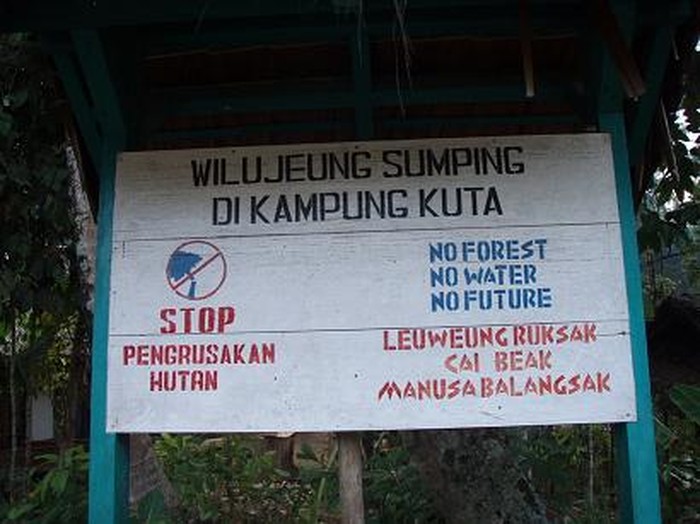 WILUJEUNG SUMPING
DI KAMPUNG KUTA
STOP
PENGRUSAKAN
HUTAN
NO FOREST
NO WATER
NO FUTURE
LEUWEUNG RUKSAK
CAI BEAK
MANUSA BALANGSAK